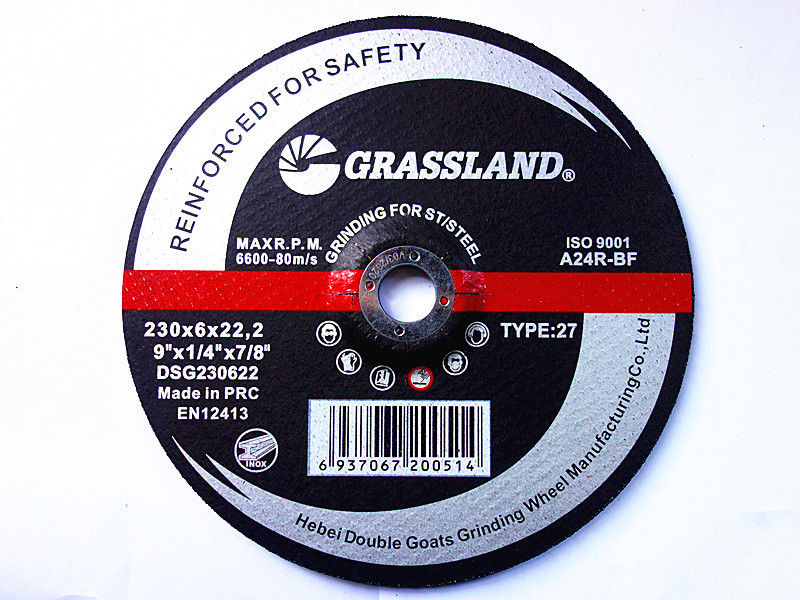 REINFORCED FOR SAFETY
GRASSLAND®
GRINDING FOR ST/STEEL
MAXR.P.M.
6600-80m/s
ISO 9001
A24R-BF
230x6x22,2
9"x1/4"x7/8"
DSG230622
Made in PRC
EN12413
TYPE:27
INOX
6 937067 200514
Hebei Double Goats Grinding Wheel ManufacturingCo.,Ltd